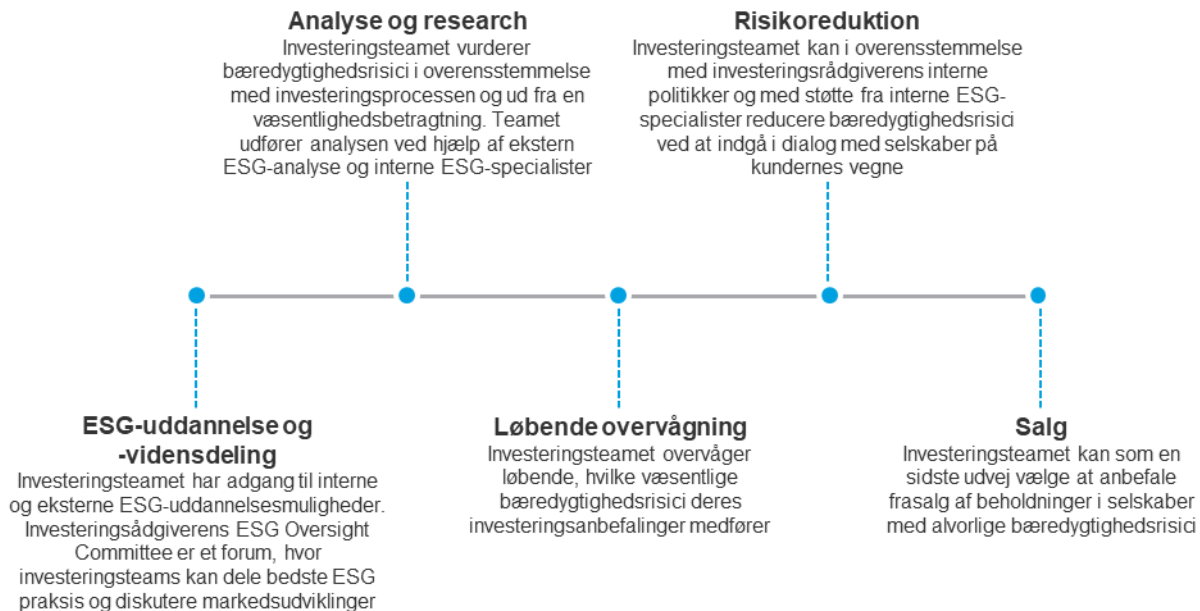 Analyse og research
Investeringsteamet vurderer
bæredygtighedsrisici i overensstemmelse
med investeringsprocessen og ud fra en
væsentlighedsbetragtning. Teamet
udfører analysen ved hjælp af ekstern
ESG-analyse og interne ESG-specialister
Risikoreduktion
Investeringsteamet kan i overensstemmelse
med investeringsrådgiverens interne
politikker og med støtte fra interne ESG-
specialister reducere bæredygtighedsrisici
ved at indgå i dialog med selskaber på
kundernes vegne
ESG-uddannelse og
-vidensdeling
Investeringsteamet har adgang til interne
og eksterne ESG-uddannelsesmuligheder.
Investeringsådgiverens ESG Oversight
Committee er et forum, hvor
investeringsteams kan dele bedste ESG
praksis og diskutere markedsudviklinger
Løbende overvågning
Investeringsteamet overvåger
løbende, hvilke væsentlige
bæredygtighedsrisici deres
investeringsanbefalinger medfører
Salg
Investeringsteamet kan som en
sidste udvej vælge at anbefale
frasalg af beholdninger i selskaber
med alvorlige bæredygtighedsrisici